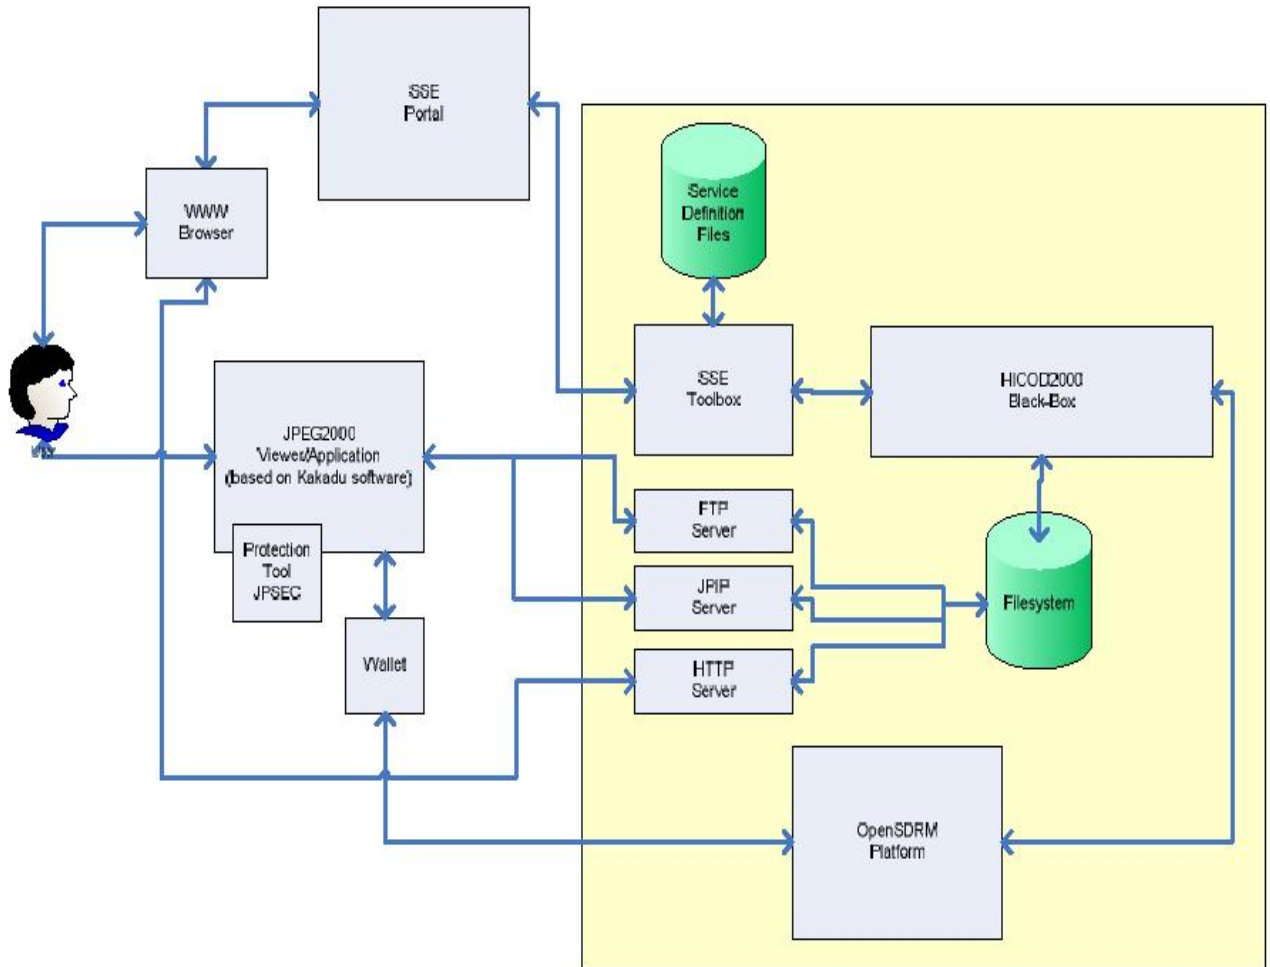 SSE
Portal
WWW
Browser
Service
Definition
Files
SSE
Toolbox
HICOD2000
Black-Box
JPEG2000
Viewer/Application
(based on Kakadu software)
Protection
Tool
JPSEC
Wallet
FTP
Server
JPIP
Server
HTTP
Server
Filesystem
OpenSDRM
Platform